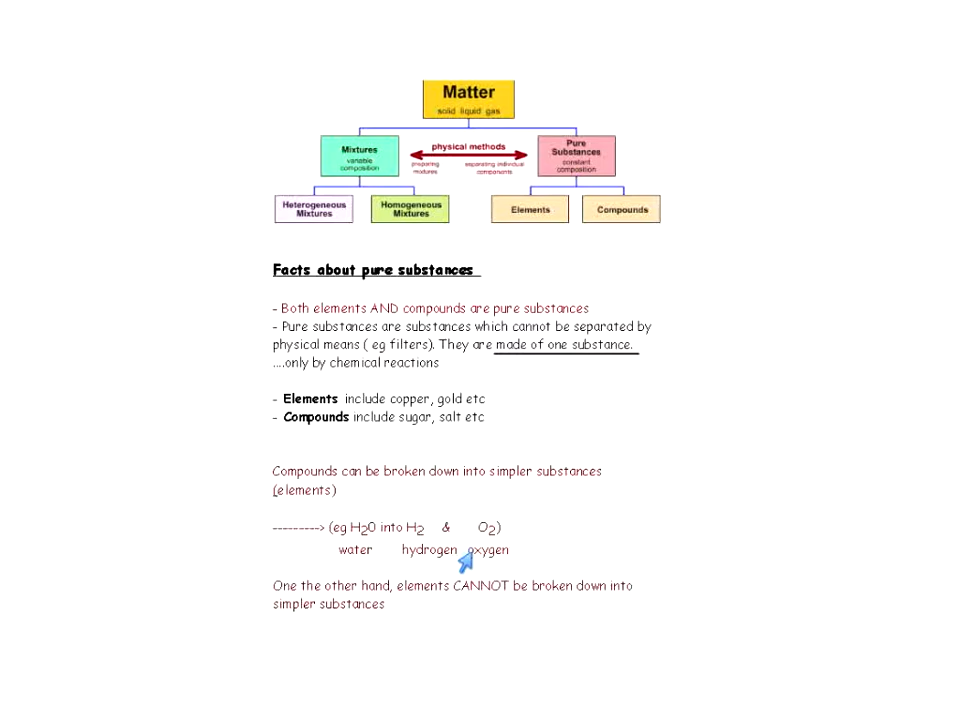 Matter
solid liquid gas
Mixtures
variable
composition
physical methods
preparing
mixtures
separating individual
components
Pure
Substances
constant
composition
Heterogeneous
Mixtures
Homogeneous
Mixtures
Elements
Compounds
Facts about pure substances
- Both elements AND compounds are pure substances
- Pure substances are substances which cannot be separated by
physical means ( eg filters). They are made of one substance.
....only by chemical reactions
- Elements include copper, gold etc
- Compounds include sugar, salt etc
Compounds can be broken down into simpler substances
(elements)
---------> (eg H2O into H2 & O2)
water hydrogen oxygen
One the other hand, elements CANNOT be broken down into
simpler substances